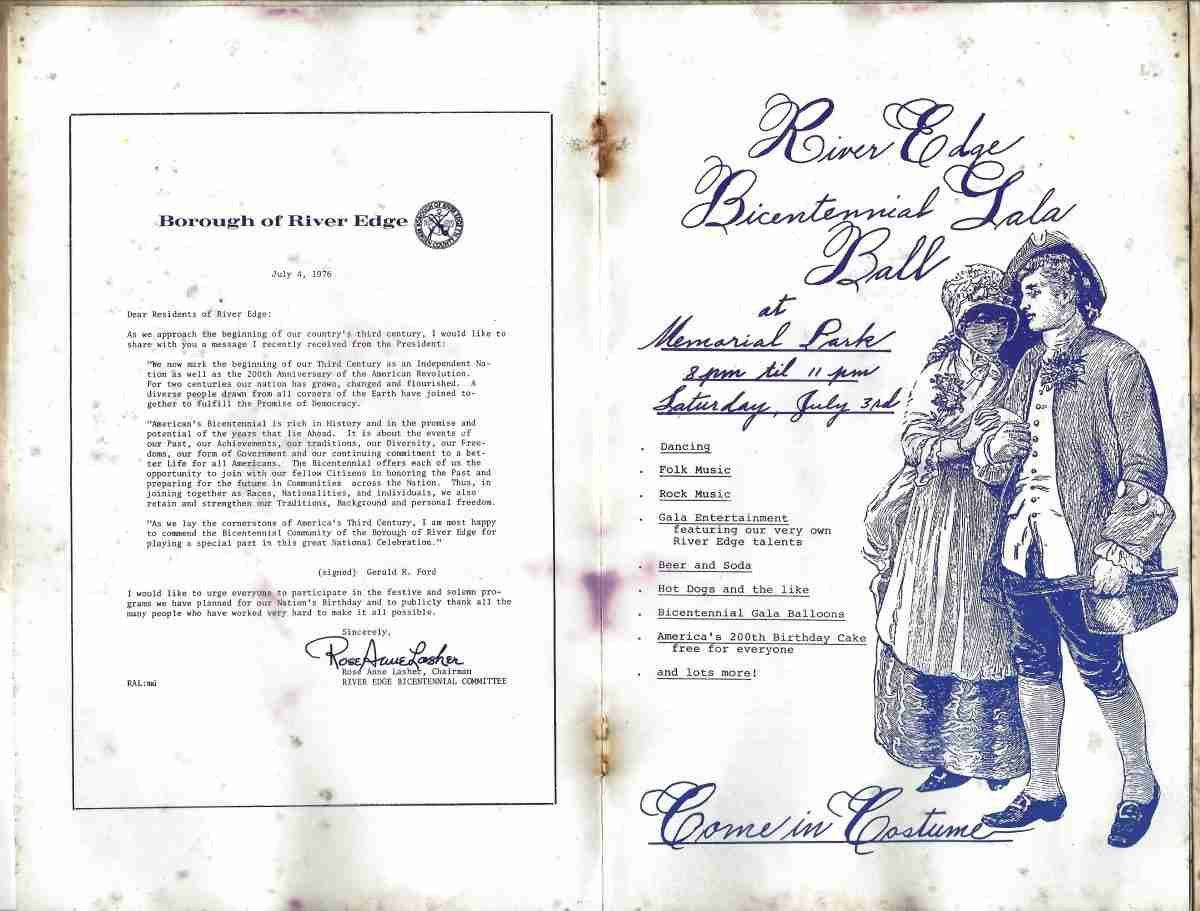 Borough of River Edge
BOROUGH OF RIVER EDGE
BERGEN COUNTY N.J.
July 4, 1976
Dear Residents of River Edge:
As we approach the beginning of our country's third century, I would like to
share with you a message I recently received from the President:
"We now mark the beginning of our Third Century as an Independent Na-
tion as well as the 200th Anniversary of the American Revolution.
For two centuries our nation has grown, changed and flourished. A
diverse people drawn from all corners of the Earth have joined to-
gether to fulfill the Promise of Democracy.
"American's Bicentennial is rich in History and in the promise and
potential of the years that lie Ahead. It is about the events of
our Past, our Achievements, our traditions, our Diversity, our Free-
doms, our form of Government and our continuing commitment to a bet-
ter Life for all Americans. The Bicentennial offers each of us the
opportunity to join with our fellow Citizens in honoring the Past and
preparing for the future in Communities across the Nation. Thus, in
joining together as Races, Nationalities, and individuals, we also
retain and strengthen our Traditions, Background and personal freedom.
"As we lay the cornerstones of America's Third Century, I am most happy
to commend the Bicentennial Community of the Borough of River Edge for
playing a special part in this great National Celebration."
(signed) Gerald R. Ford
I would like to urge everyone to participate in the festive and solemn pro-
grams we have planned for our Nation's Birthday and to publicly thank all the
many people who have worked very hard to make it all possible.
Sincerely,
Rose Anne Lasher
Rose Anne Lasher, Chairman
RAL:md RIVER EDGE BICENTENNIAL COMMITTEE
River Edge
Bicentennial Gala
Ball
at
Memorial Park
8 pm til 11 pm
Saturday, July 3rd
. Dancing
. Folk Music
. Rock Music
. Gala Entertainment
featuring our very own
River Edge talents
. Beer and Soda
. Hot Dogs and the like
. Bicentennial Gala Balloons
. America's 200th Birthday Cake
free for everyone
. and lots more!
Come in Costume